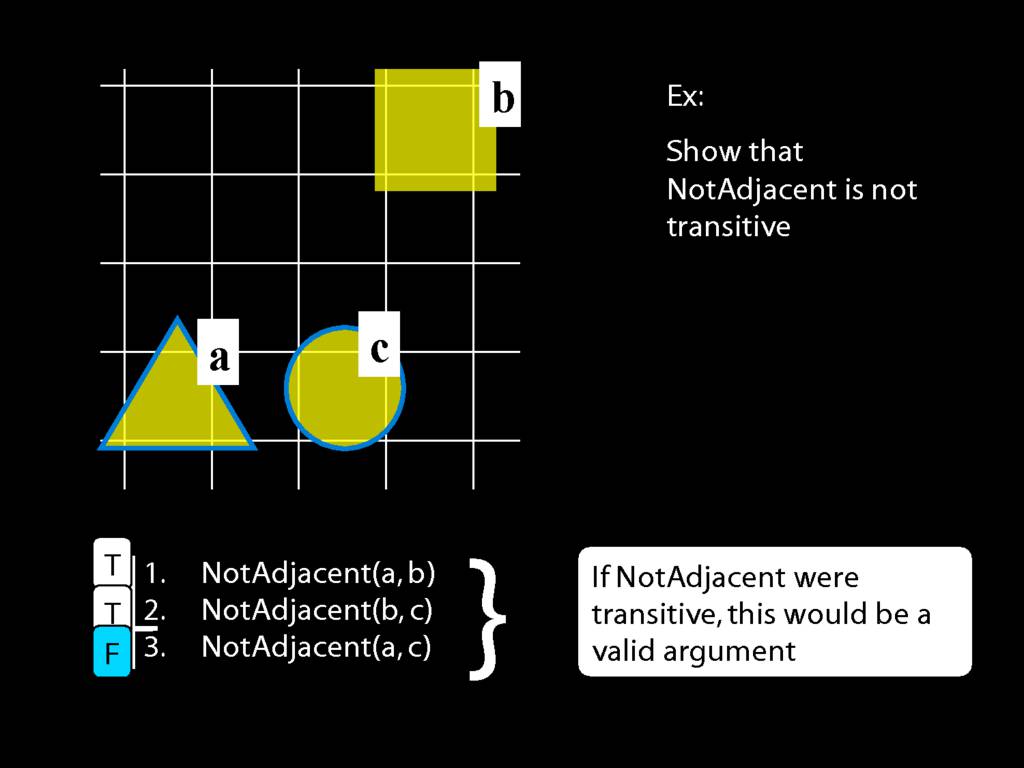 b
Ex:
Show that
NotAdjacent is not
transitive
a
c
T 1. NotAdjacent(a, b)
T 2. NotAdjacent(b, c)
F 3. NotAdjacent(a, c)
}
If NotAdjacent were
transitive, this would be a
valid argument